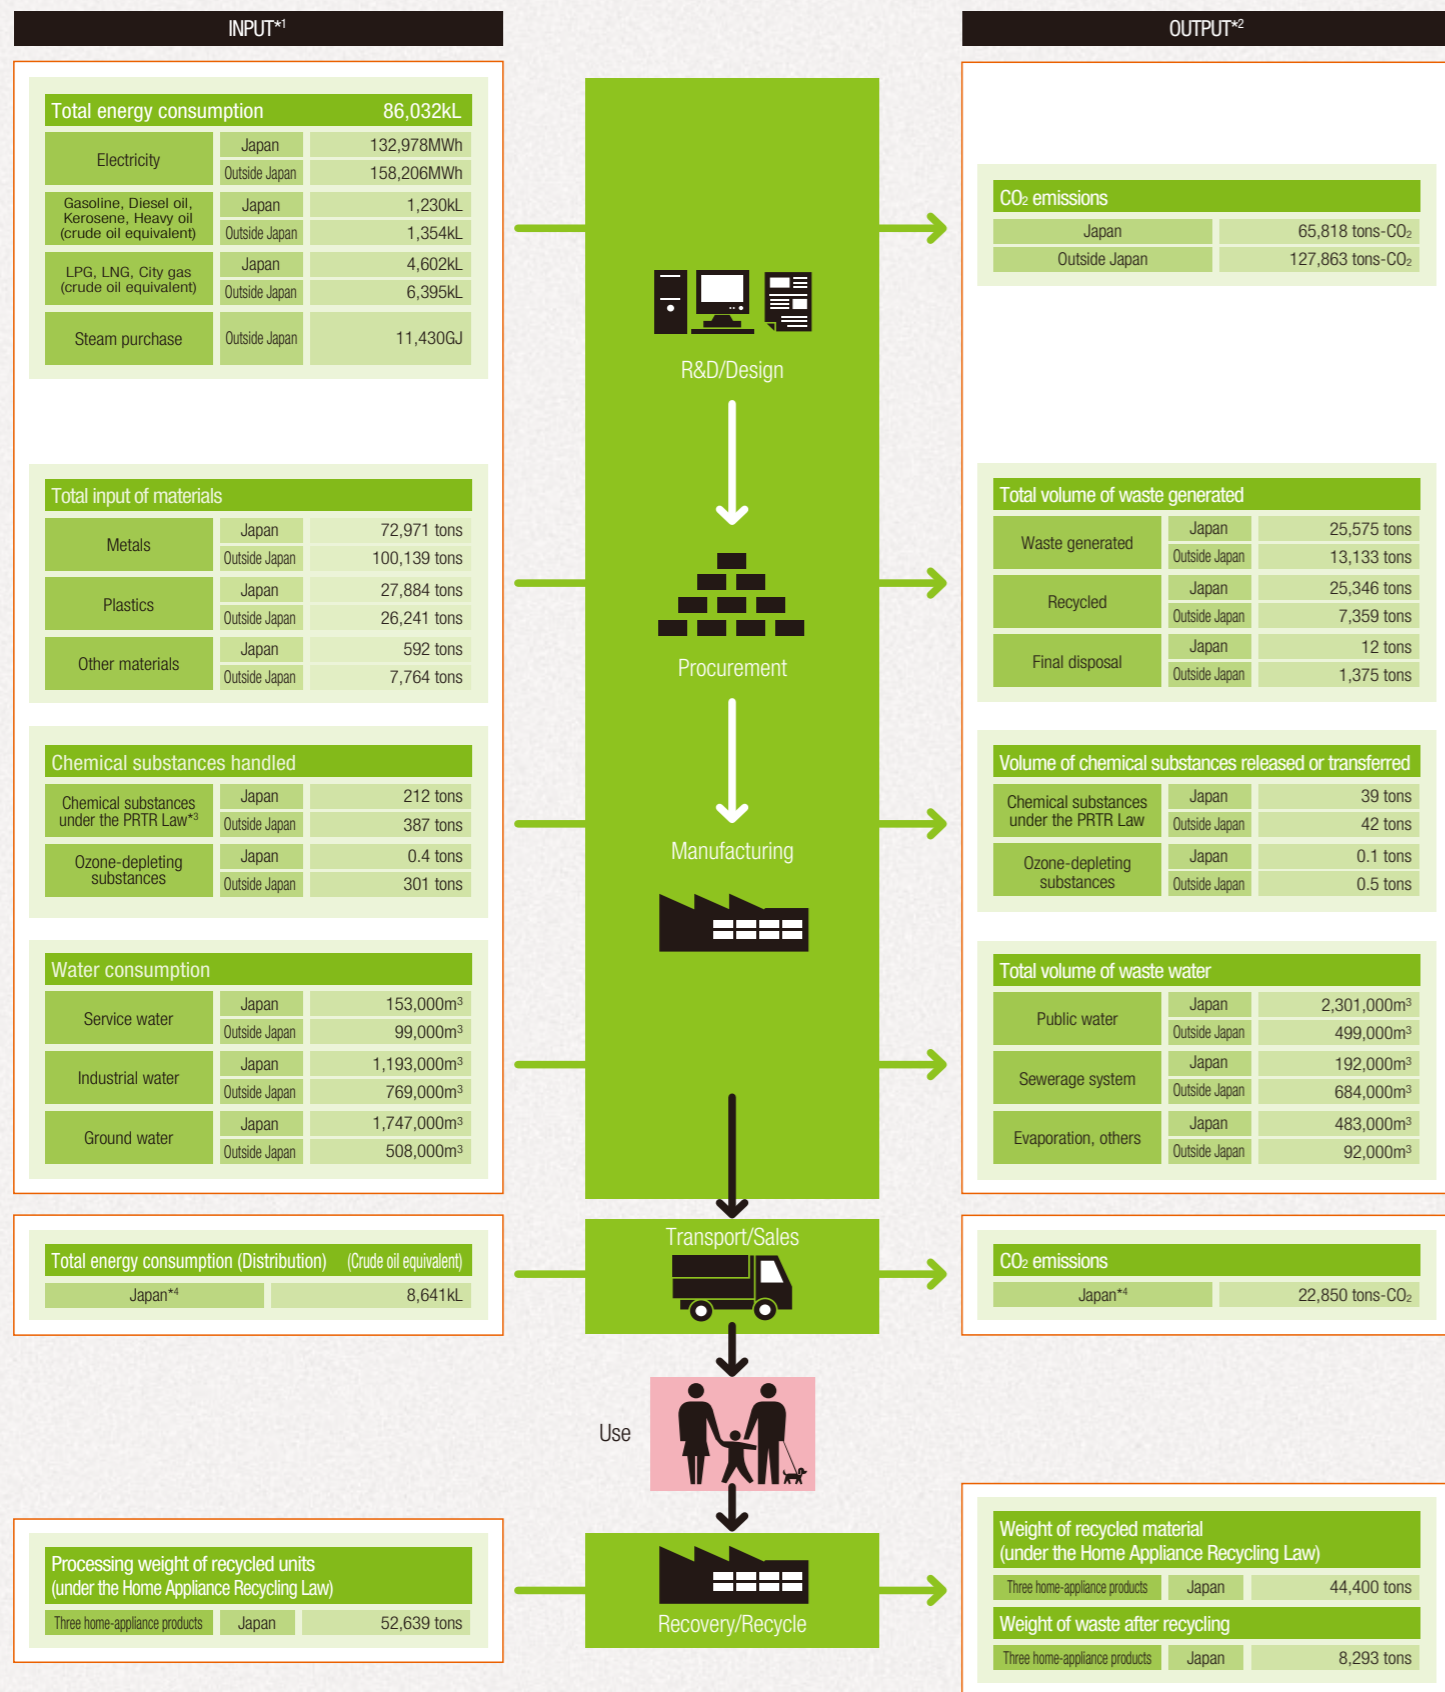 INPUT*1
Total energy consumption 86,032kL
Electricity
Japan 132,978MWh
Outside Japan 158,206MWh
Gasoline, Diesel oil,
Kerosene, Heavy oil
(crude oil equivalent)
Japan 1,230kL
Outside Japan 1,354kL
LPG, LNG, City gas
(crude oil equivalent)
Japan 4,602kL
Outside Japan 6,395kL
Steam purchase Outside Japan 11,430GJ
Total input of materials
Metals
Japan 72,971 tons
Outside Japan 100,139 tons
Plastics
Japan 27,884 tons
Outside Japan 26,241 tons
Other materials
Japan 592 tons
Outside Japan 7,764 tons
Chemical substances handled
Chemical substances
under the PRTR Law*3
Japan 212 tons
Outside Japan 387 tons
Ozone-depleting
substances
Japan 0.4 tons
Outside Japan 301 tons
Water consumption
Service water
Japan 153,000m³
Outside Japan 99,000m³
Industrial water
Japan 1,193,000m³
Outside Japan 769,000m³
Ground water
Japan 1,747,000m³
Outside Japan 508,000m³
Total energy consumption (Distribution) (Crude oil equivalent)
Japan*4 8,641kL
Processing weight of recycled units
(under the Home Appliance Recycling Law)
Three home-appliance products Japan 52,639 tons
R&D/Design
Procurement
Manufacturing
Transport/Sales
Use
Recovery/Recycle
OUTPUT*2
CO₂ emissions
Japan 65,818 tons-CO₂
Outside Japan 127,863 tons-CO₂
Total volume of waste generated
Waste generated
Japan 25,575 tons
Outside Japan 13,133 tons
Recycled
Japan 25,346 tons
Outside Japan 7,359 tons
Final disposal
Japan 12 tons
Outside Japan 1,375 tons
Volume of chemical substances released or transferred
Chemical substances
under the PRTR Law
Japan 39 tons
Outside Japan 42 tons
Ozone-depleting
substances
Japan 0.1 tons
Outside Japan 0.5 tons
Total volume of waste water
Public water
Japan 2,301,000m³
Outside Japan 499,000m³
Sewerage system
Japan 192,000m³
Outside Japan 684,000m³
Evaporation, others
Japan 483,000m³
Outside Japan 92,000m³
CO₂ emissions
Japan*4 22,850 tons-CO₂
Weight of recycled material
(under the Home Appliance Recycling Law)
Three home-appliance products Japan 44,400 tons
Weight of waste after recycling
Three home-appliance products Japan 8,293 tons